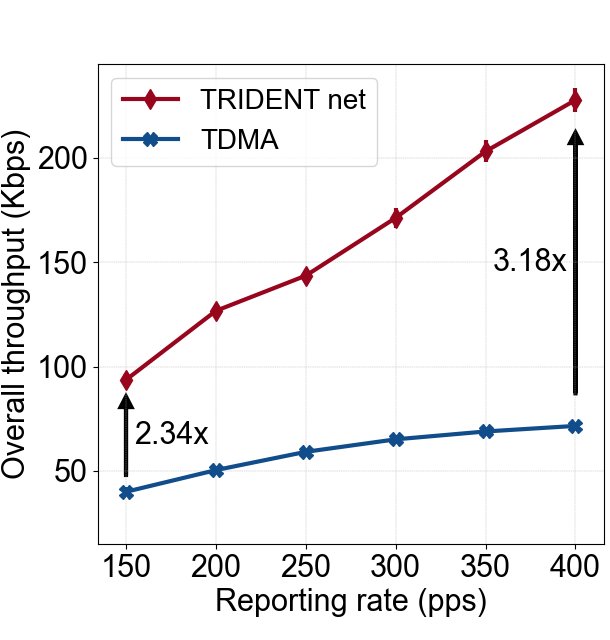 TRIDENT net
TDMA
Overall throughput (Kbps)
200
150
100
50
3.18x
2.34x
150 200 250 300 350 400
Reporting rate (pps)